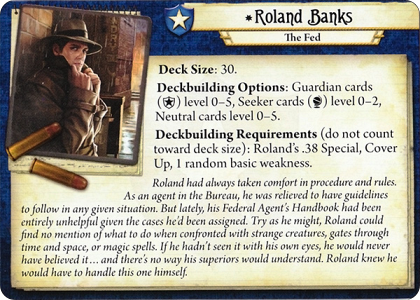 *Roland Banks
The Fed
Deck Size: 30.
Deckbuilding Options: Guardian cards
() level 0–5, Seeker cards () level 0–2,
Neutral cards level 0–5.
Deckbuilding Requirements (do not count
toward deck size): Roland's .38 Special, Cover
Up, 1 random basic weakness.
Roland had always taken comfort in procedure and rules.
As an agent in the Bureau, he was relieved to have guidelines
to follow in any given situation. But lately, his Federal Agent's Handbook had been
entirely unhelpful given the cases he'd been assigned. Try as he might, Roland could
find no mention of what to do when confronted with strange creatures, gates through
time and space, or magic spells. If he hadn't seen it with his own eyes, he would never
have believed it… and there's no way his superiors would understand. Roland knew he
would have to handle this one himself.